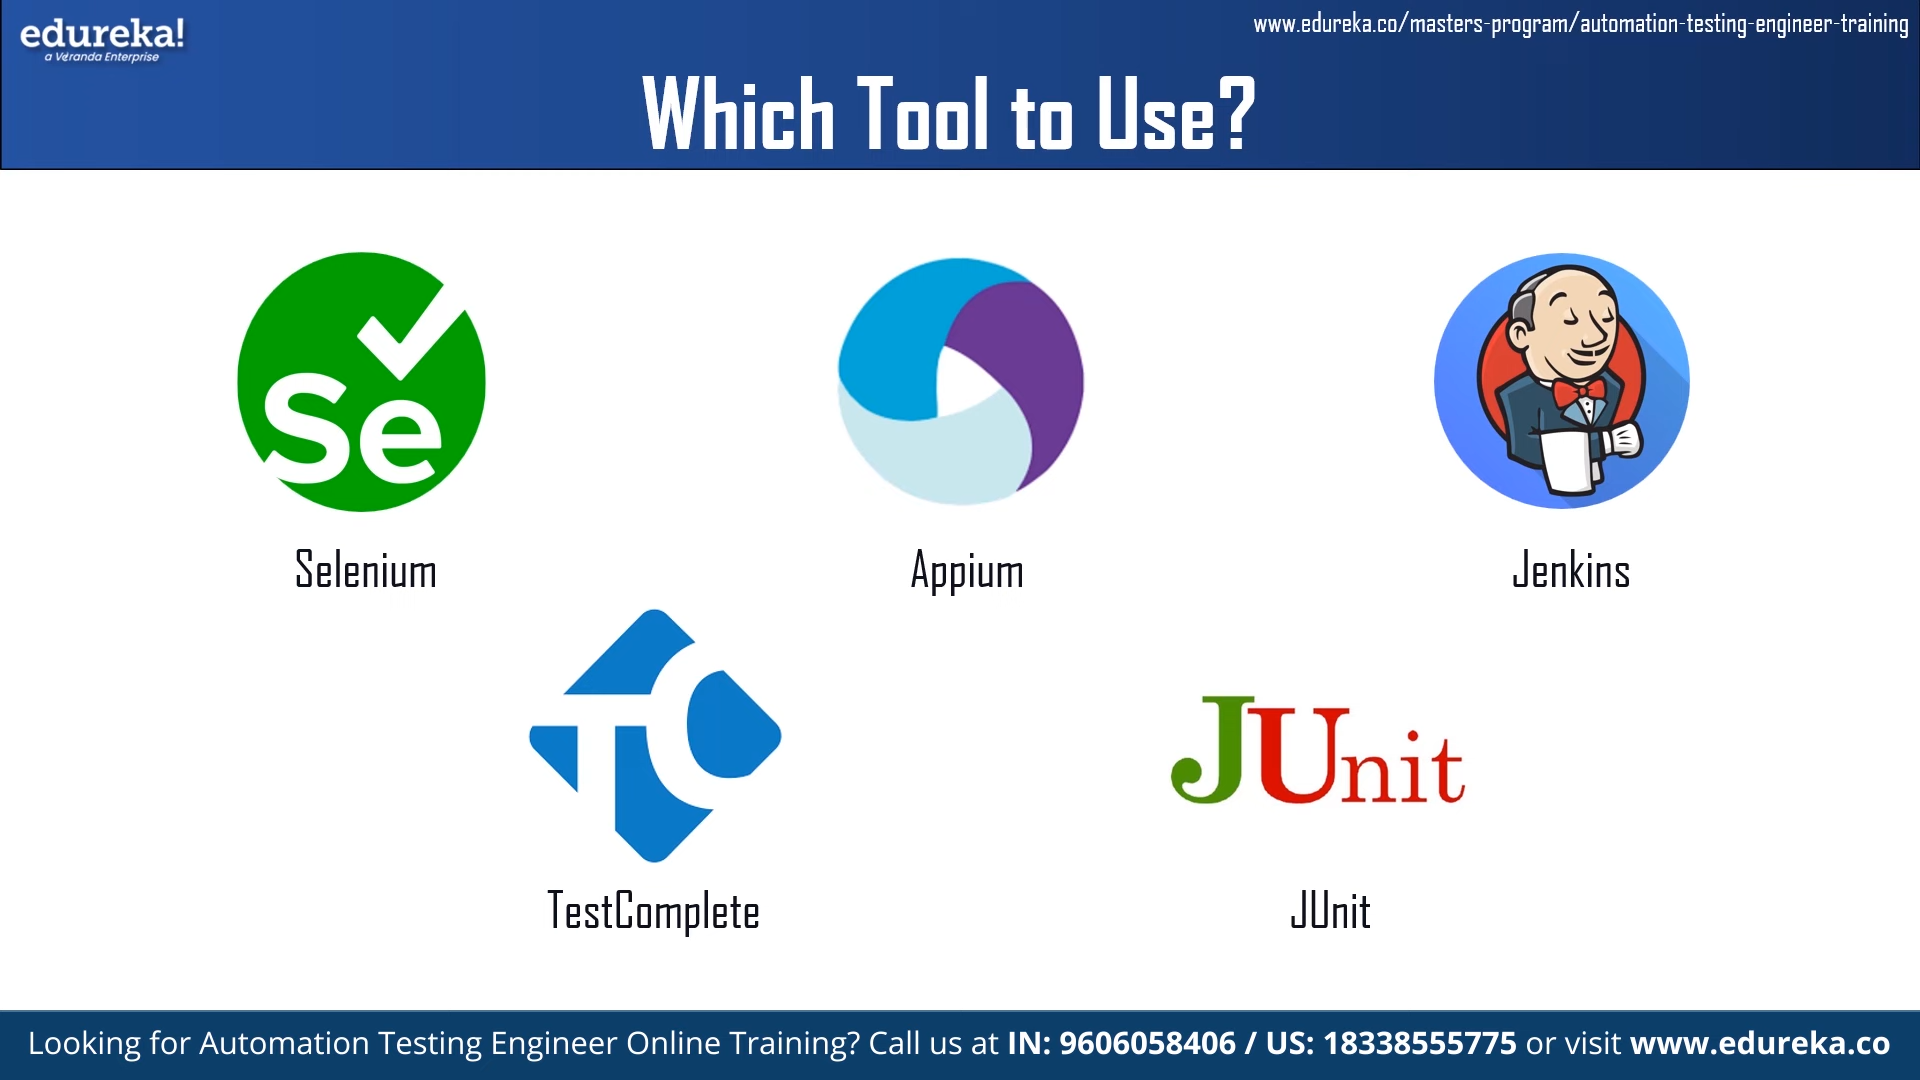 edureka!
a Veranda Enterprise
www.edureka.co/masters-program/automation-testing-engineer-training
Which Tool to Use?
Se
Selenium
Appium
Jenkins
TC
JUnit
TestComplete
JUnit
Looking for Automation Testing Engineer Online Training? Call us at IN: 9606058406 / US: 18338555775 or visit www.edureka.co